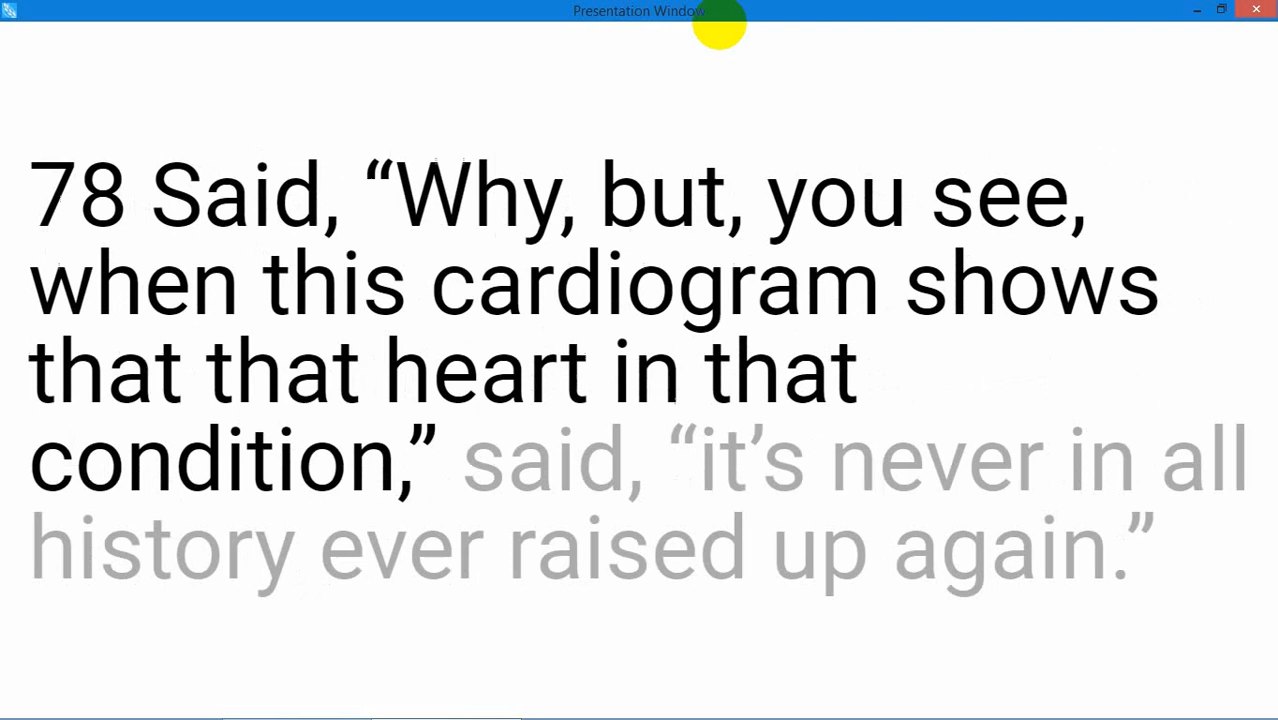 Presentation Window
78 Said, “Why, but, you see,
when this cardiogram shows
that that heart in that
condition,” said, “it’s never in all
history ever raised up again.”